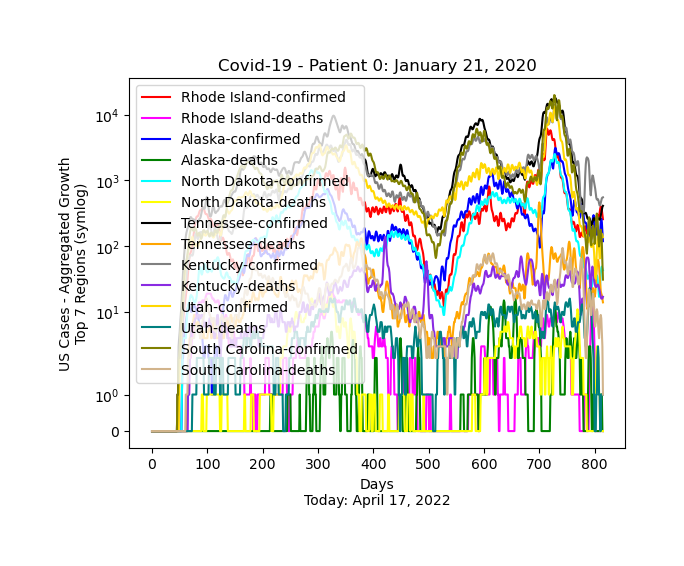 Covid-19 - Patient 0: January 21, 2020
US Cases - Aggregated Growth
Top 7 Regions (symlog)
10^4
10^3
10^2
10^1
10^0
0
Rhode Island-confirmed
Rhode Island-deaths
Alaska-confirmed
Alaska-deaths
North Dakota-confirmed
North Dakota-deaths
Tennessee-confirmed
Tennessee-deaths
Kentucky-confirmed
Kentucky-deaths
Utah-confirmed
Utah-deaths
South Carolina-confirmed
South Carolina-deaths
0 100 200 300 400 500 600 700 800
Days
Today: April 17, 2022